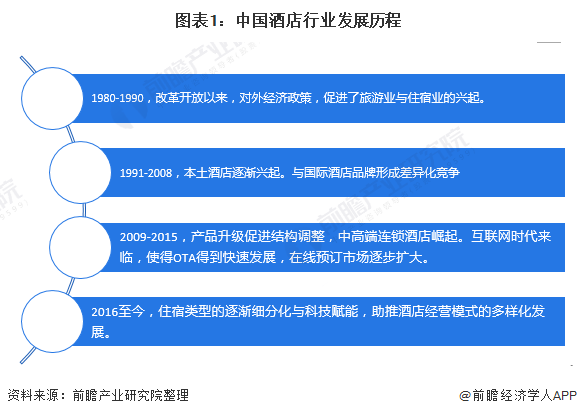 图表1：中国酒店行业发展历程
1980-1990，改革开放以来，对外经济政策，促进了旅游业与住宿业的兴起。
1991-2008，本土酒店逐渐兴起。与国际酒店品牌形成差异化竞争
2009-2015，产品升级促进结构调整，中高端连锁酒店崛起。互联网时代来
临，使得OTA得到快速发展，在线预订市场逐步扩大。
2016至今，住宿类型的逐渐细分化与科技赋能，助推酒店经营模式的多样化发
展。
资料来源：前瞻产业研究院整理
@前瞻经济学人APP